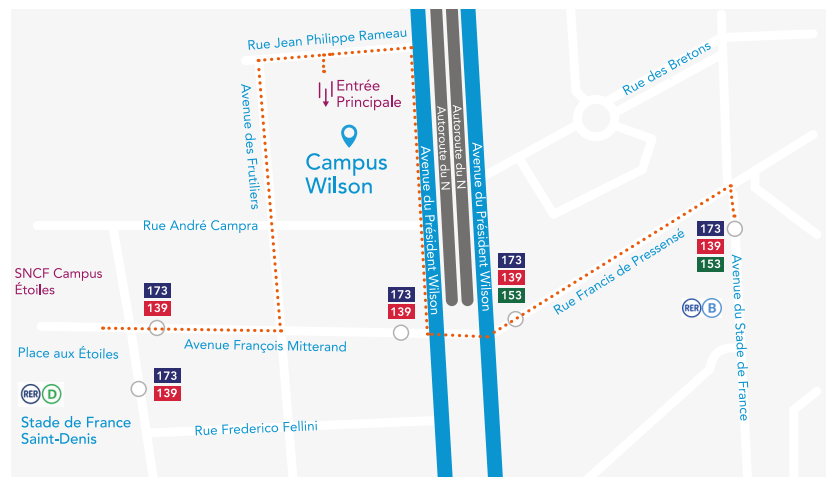 Rue Jean Philippe Rameau
Entrée
Principale
Campus
Wilson
Avenue des Frutiliers
Avenue du Président Wilson
Autoroute du N
Autoroute du N
Avenue du Président Wilson
Rue des Bretons
Rue André Campra
SNCF Campus
Étoiles
173
139
173
139
173
139
153
Rue Francis de Pressensé
173
139
153
RER B
Avenue du Stade de France
Avenue François Mitterand
Place aux Étoiles
173
139
RER D
Stade de France
Saint-Denis
Rue Frederico Fellini